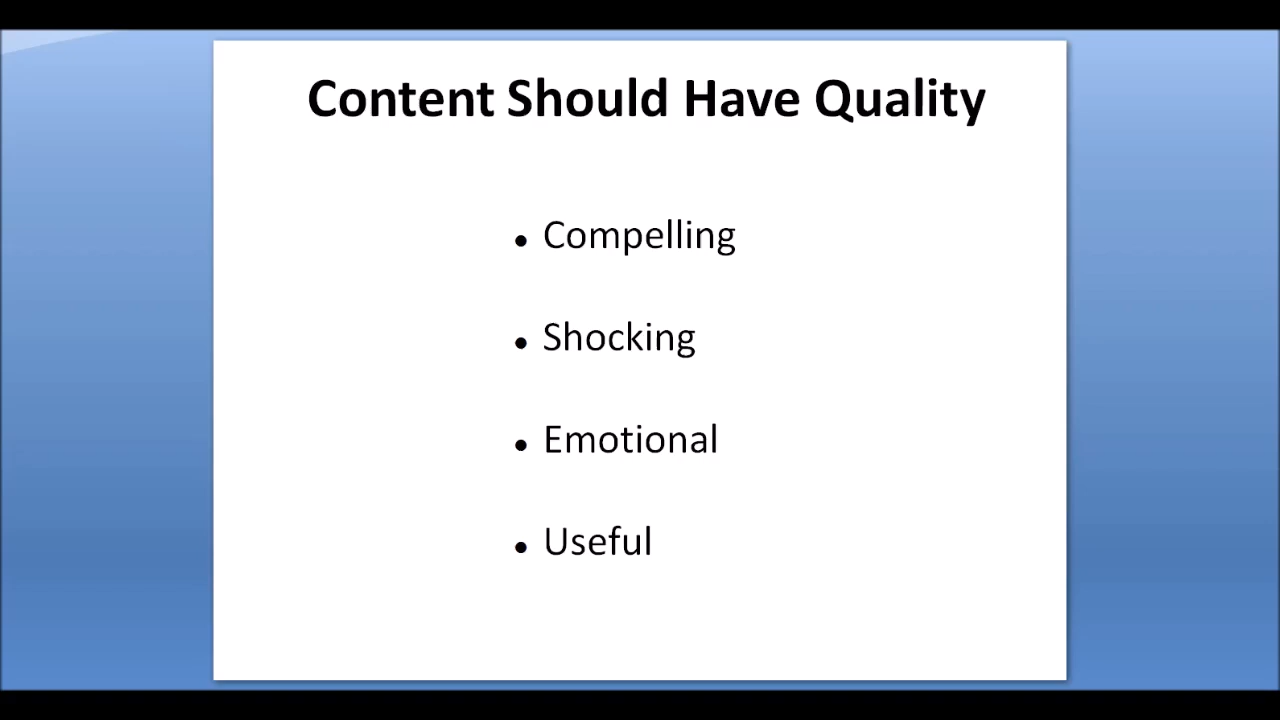 Content Should Have Quality
• Compelling
• Shocking
• Emotional
• Useful